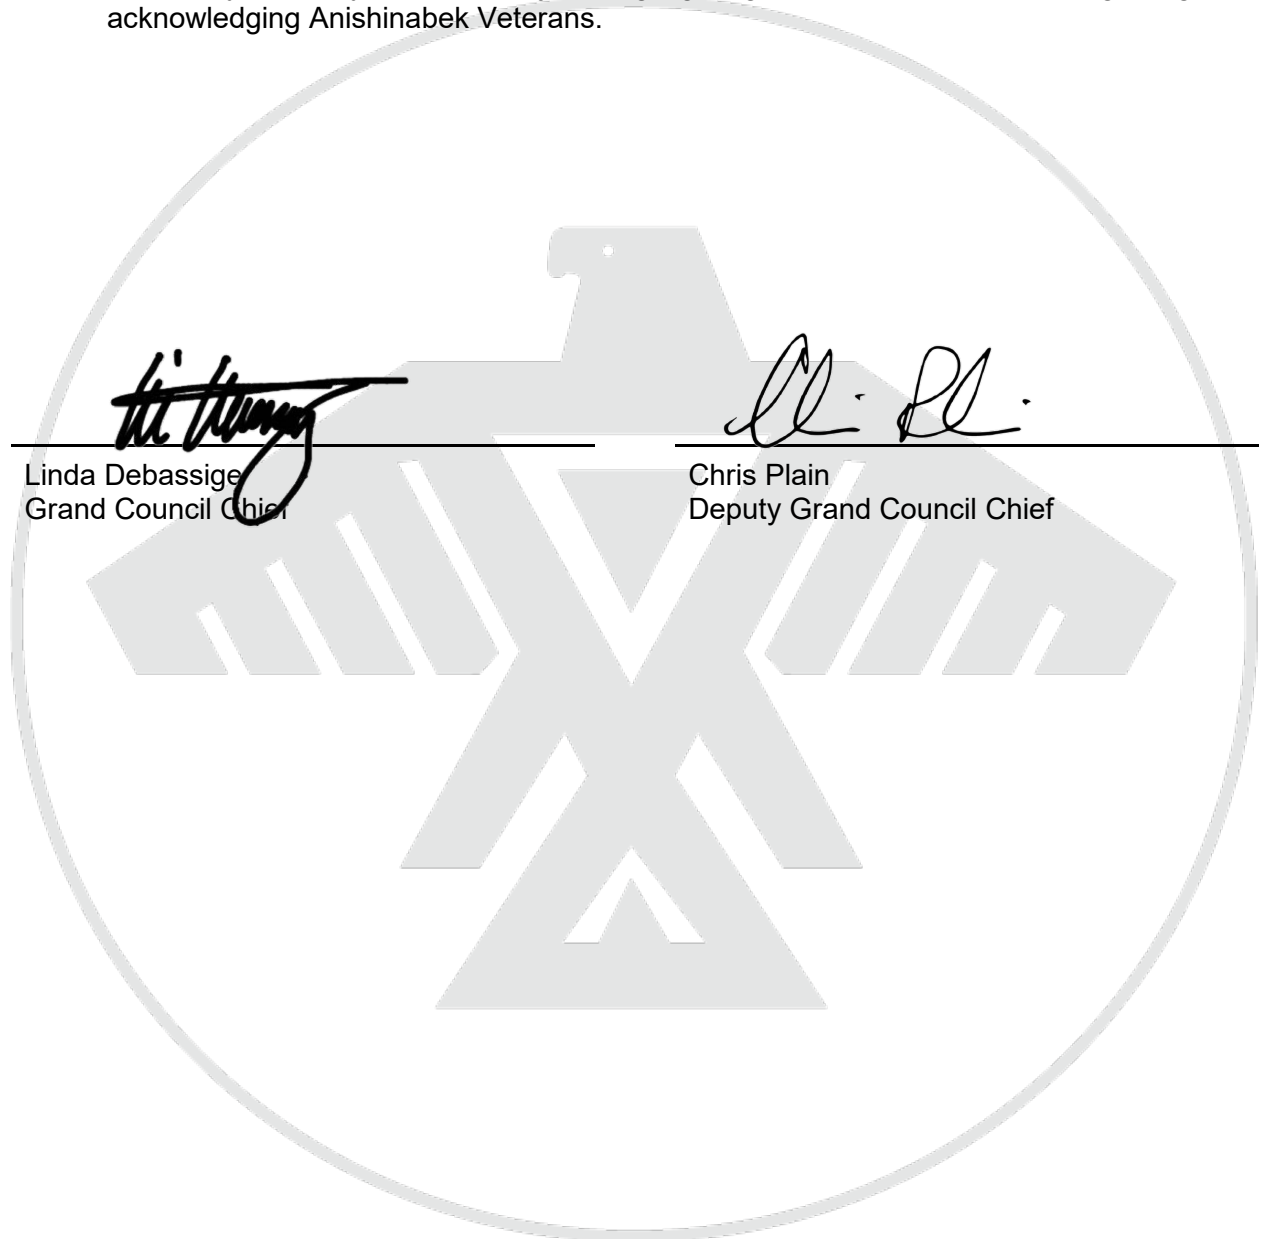 acknowledging Anishinabek Veterans.
Linda Debassige
Grand Council Chief
Chris Plain
Deputy Grand Council Chief